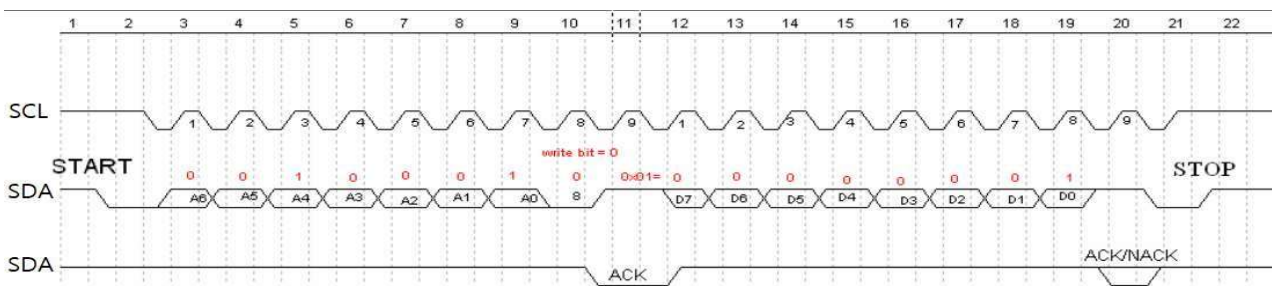 1 2 3 4 5 6 7 8 9 10 11 12 13 14 15 16 17 18 19 20 21 22
SCL 1 2 3 4 5 6 7 8 9 1 2 3 4 5 6 7 8 9
write bit = 0
START 0 0 1 0 0 0 1 0 0x01= 0 0 0 0 0 0 0 1 STOP
SDA A6 A5 A4 A3 A2 A1 A0 8 D7 D6 D5 D4 D3 D2 D1 D0
ACK/NACK
SDA ACK